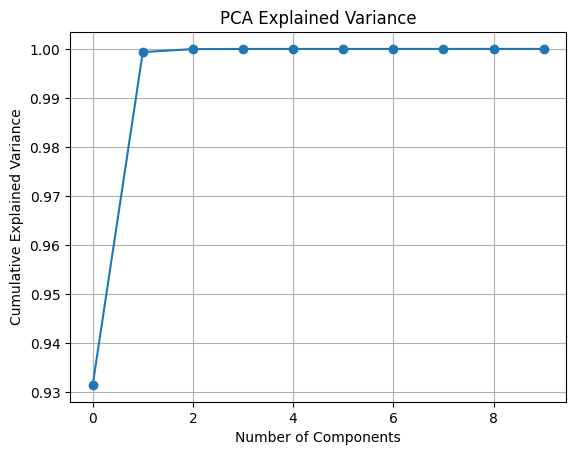 PCA Explained Variance
Cumulative Explained Variance
1.00
0.99
0.98
0.97
0.96
0.95
0.94
0.93
0 2 4 6 8
Number of Components